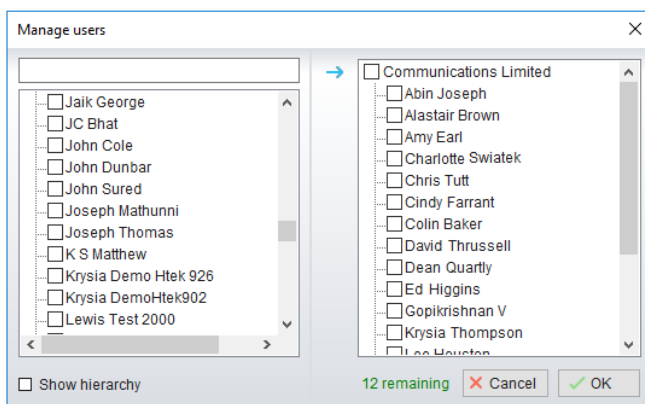 Manage users
Jaik George
JC Bhat
John Cole
John Dunbar
John Sured
Joseph Mathunni
Joseph Thomas
K S Matthew
Krysia Demo Htek 926
Krysia DemoHtek902
Lewis Test 2000
Show hierarchy
Communications Limited
Abin Joseph
Alastair Brown
Amy Earl
Charlotte Swiatek
Chris Tutt
Cindy Farrant
Colin Baker
David Thrussell
Dean Quartly
Ed Higgins
Gopikrishnan V
Krysia Thompson
Lee Houston
12 remaining
Cancel
OK